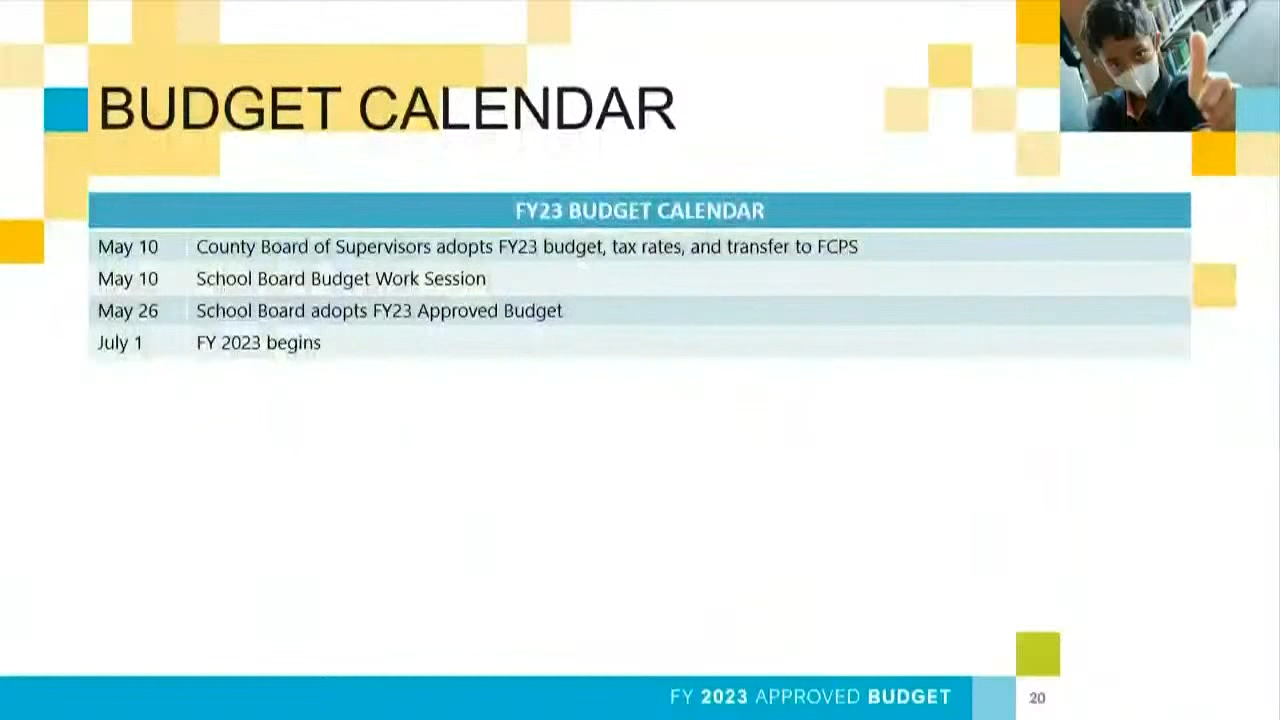 BUDGET CALENDAR
FY23 BUDGET CALENDAR
May 10 County Board of Supervisors adopts FY23 budget, tax rates, and transfer to FCPS
May 10 School Board Budget Work Session
May 26 School Board adopts FY23 Approved Budget
July 1 FY 2023 begins
FY 2023 APPROVED BUDGET
20